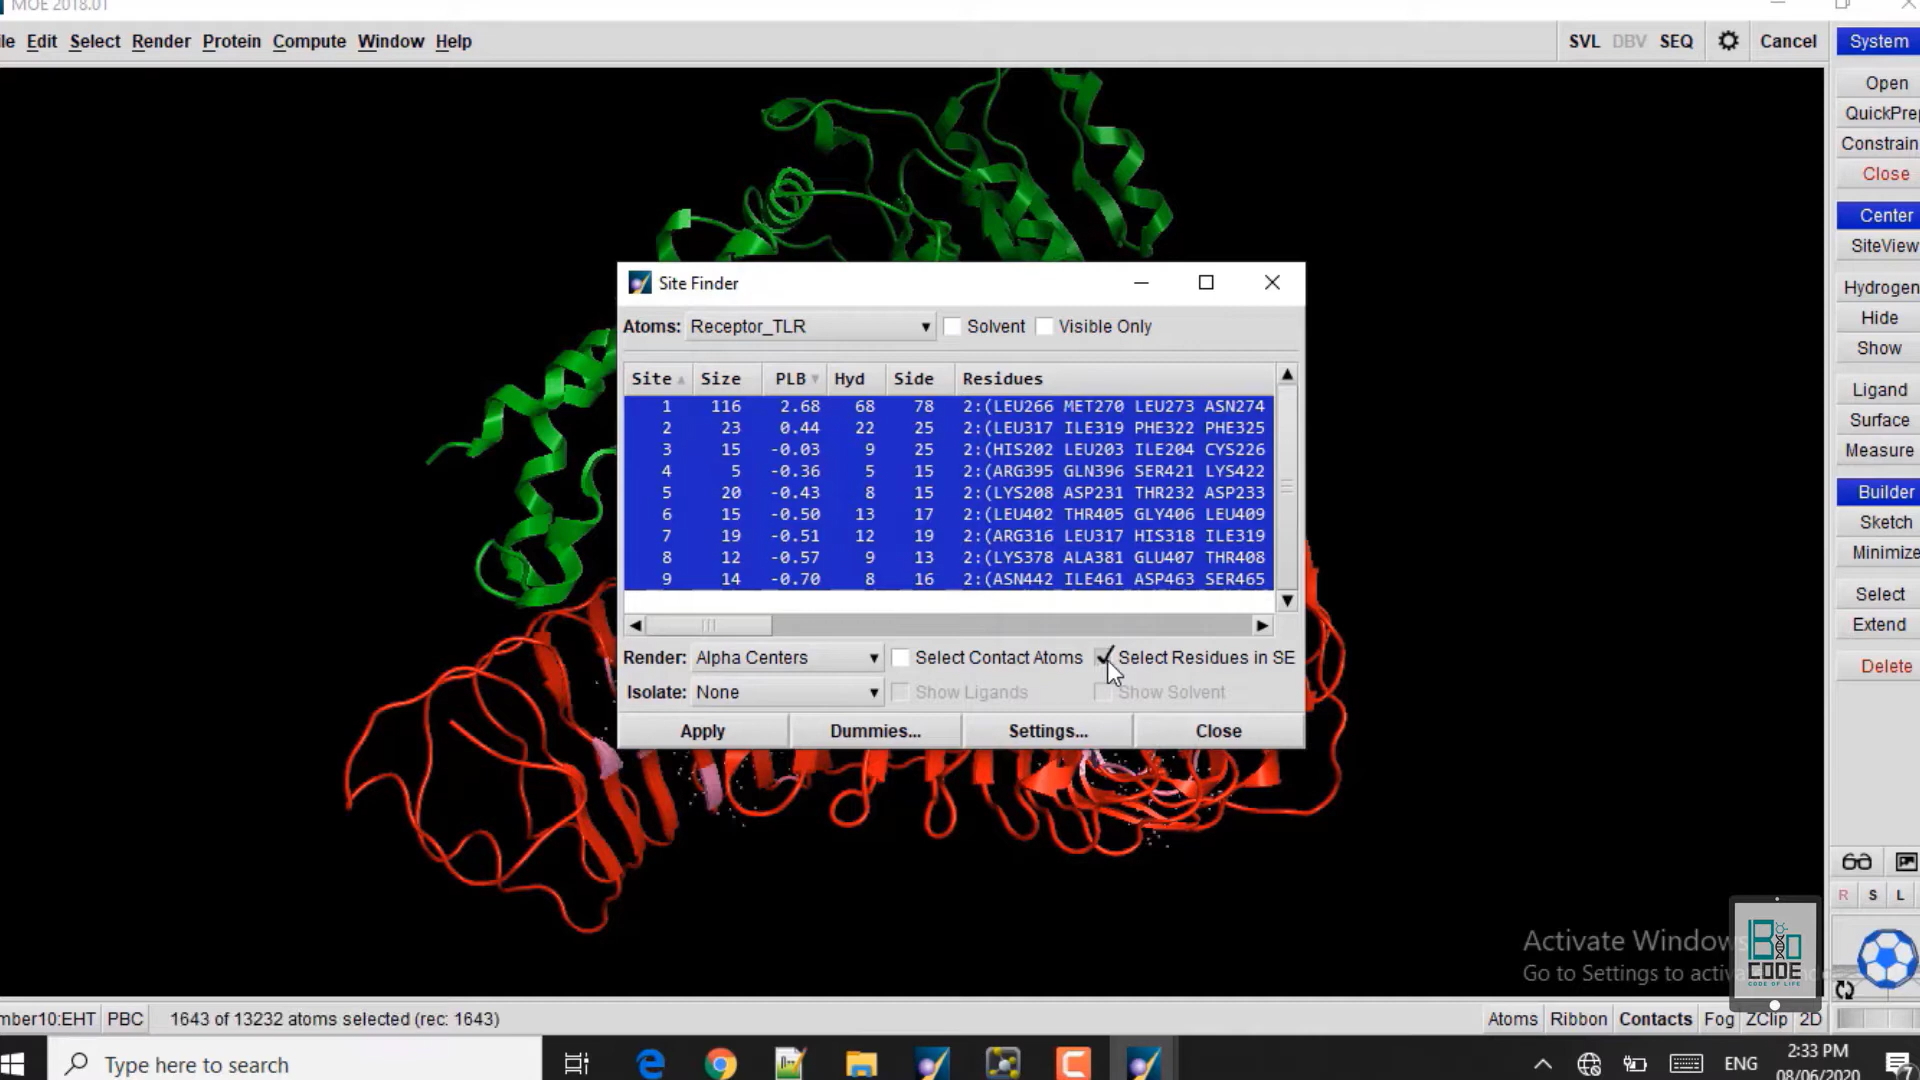 MOE 2018.01
le Edit Select Render Protein Compute Window Help
SVL DBV SEQ Cancel System
Open
QuickPrep
Constrain
Close
Center
SiteView
Hydrogen
Hide
Show
Ligand
Surface
Measure
Builder
Sketch
Minimize
Select
Extend
Delete
R S L
Site Finder
Atoms: Receptor_TLR Solvent Visible Only
Site Size PLB Hyd Side Residues
1 116 2.68 68 78 2:(LEU266 MET270 LEU273 ASN274
2 23 0.44 22 25 2:(LEU317 ILE319 PHE322 PHE325
3 15 -0.03 9 25 2:(HIS202 LEU203 ILE204 CYS226
4 5 -0.36 5 15 2:(ARG395 GLN396 SER421 LYS422
5 20 -0.43 8 15 2:(LYS208 ASP231 THR232 ASP233
6 15 -0.50 13 17 2:(LEU402 THR405 GLY406 LEU409
7 19 -0.51 12 19 2:(ARG316 LEU317 HIS318 ILE319
8 12 -0.57 9 13 2:(LYS378 ALA381 GLU407 THR408
9 14 -0.70 8 16 2:(ASN442 ILE461 ASP463 SER465
Render: Alpha Centers Select Contact Atoms Select Residues in SE
Isolate: None Show Ligands Show Solvent
Apply Dummies... Settings... Close
Activate Windows
Go to Settings to activa
Bio
CODE
CODE OF LIFE
mber10:EHT PBC 1643 of 13232 atoms selected (rec: 1643)
Atoms Ribbon Contacts Fog ZClip 2D
Type here to search
ENG
2:33 PM
08/06/2020
7